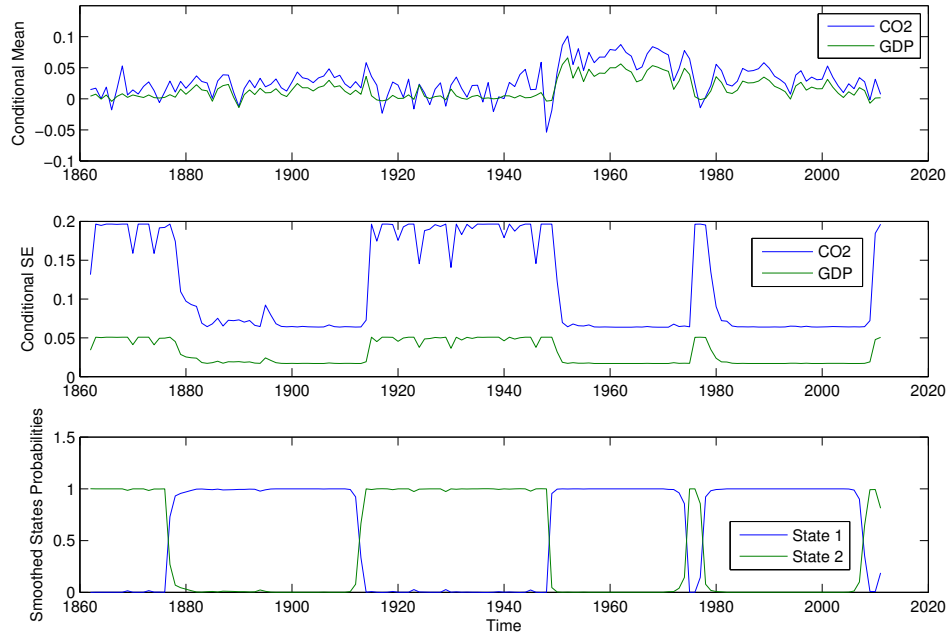 0.1
0.05
0
−0.05
−0.1
Conditional Mean
CO2
GDP
1860 1880 1900 1920 1940 1960 1980 2000 2020
0.2
0.15
0.1
0.05
0
Conditional SE
CO2
GDP
1860 1880 1900 1920 1940 1960 1980 2000 2020
1.5
1
0.5
0
Smoothed States Probabilities
State 1
State 2
1860 1880 1900 1920 1940 1960 1980 2000 2020
Time